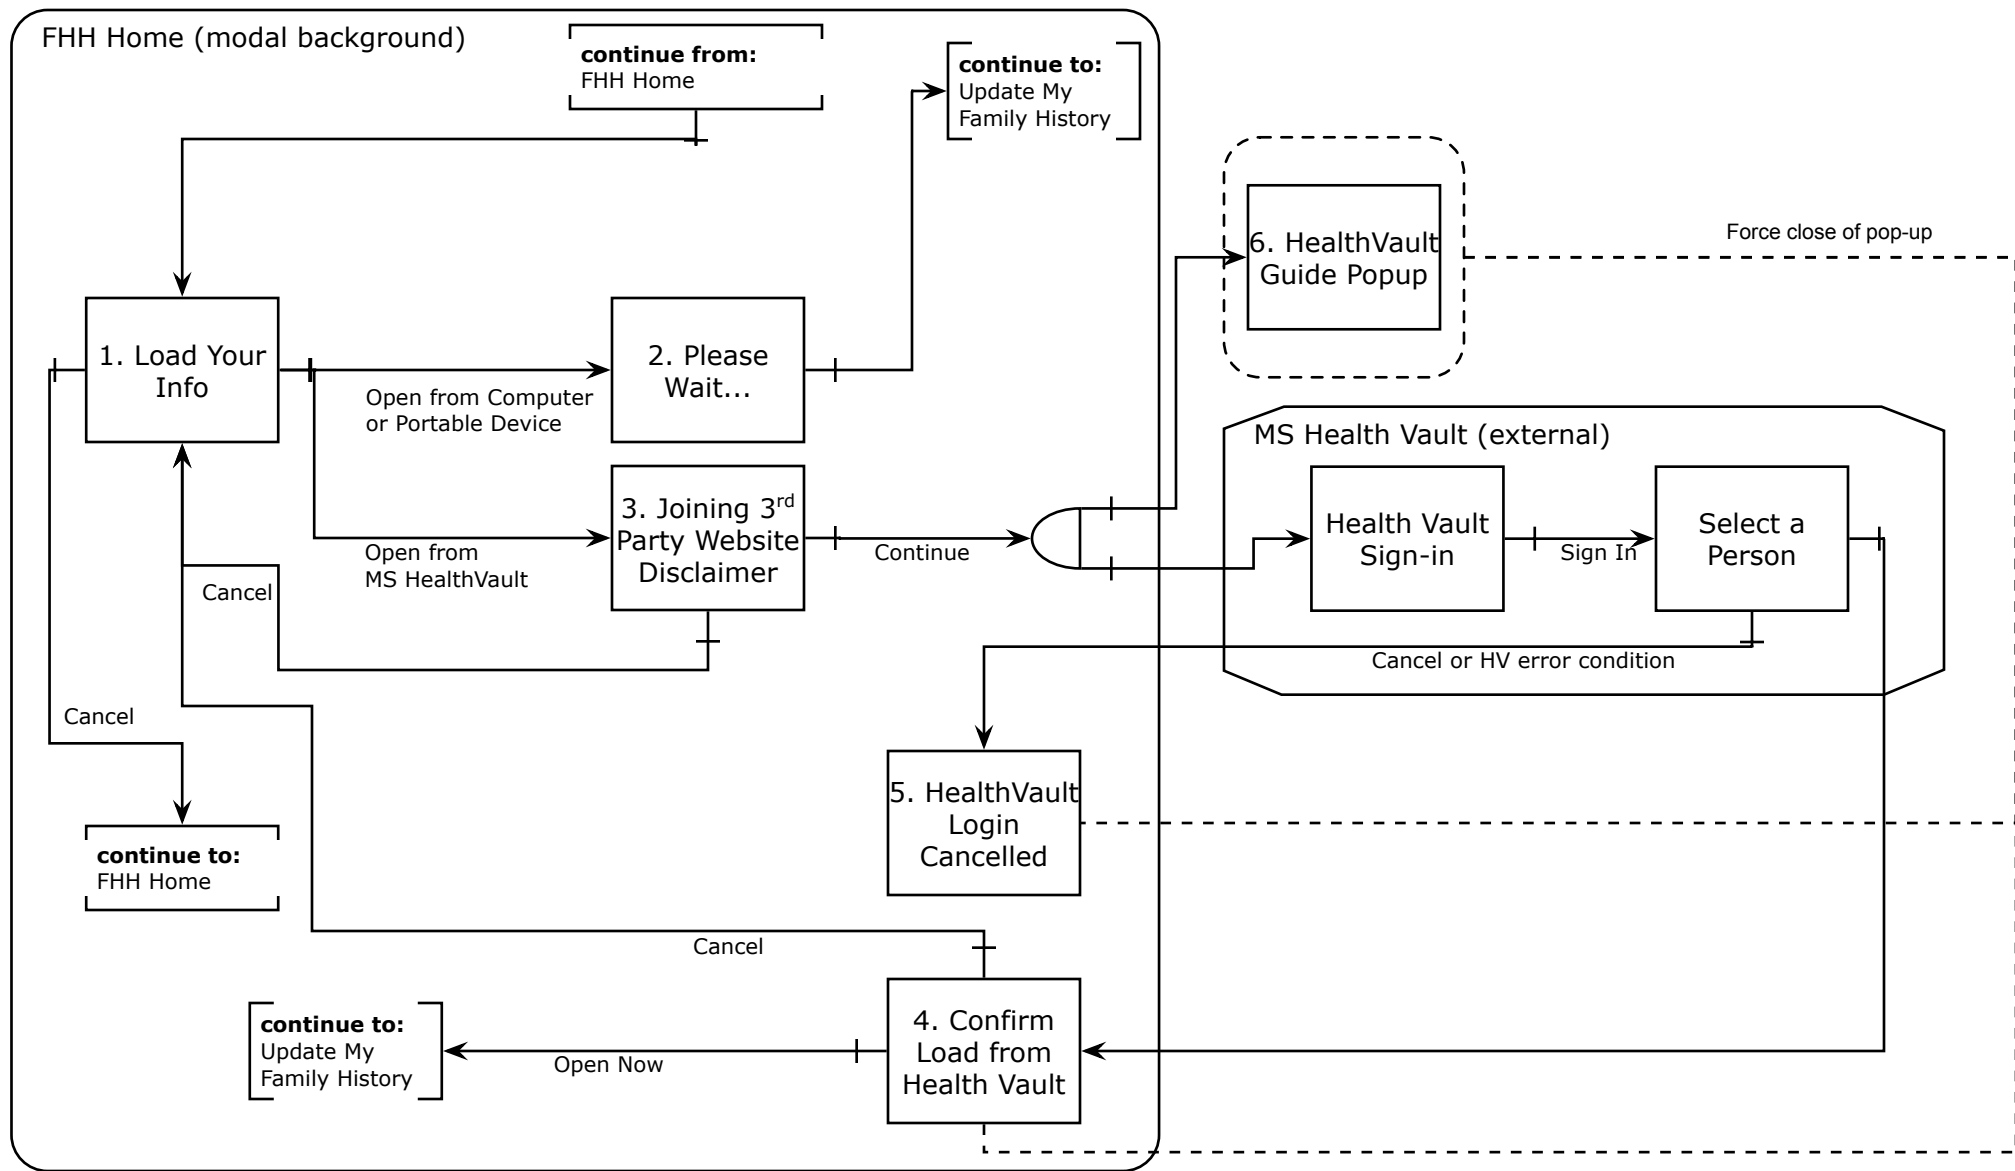 FHH Home (modal background)
continue from:
FHH Home
continue to:
Update My
Family History
6. HealthVault
Guide Popup
Force close of pop-up
1. Load Your
Info
2. Please
Wait...
Open from Computer
or Portable Device
3. Joining 3rd
Party Website
Disclaimer
Open from
MS HealthVault
Continue
Cancel
MS Health Vault (external)
Health Vault
Sign-in
Sign In
Select a
Person
Cancel or HV error condition
Cancel
5. HealthVault
Login
Cancelled
continue to:
FHH Home
Cancel
4. Confirm
Load from
Health Vault
Open Now
continue to:
Update My
Family History